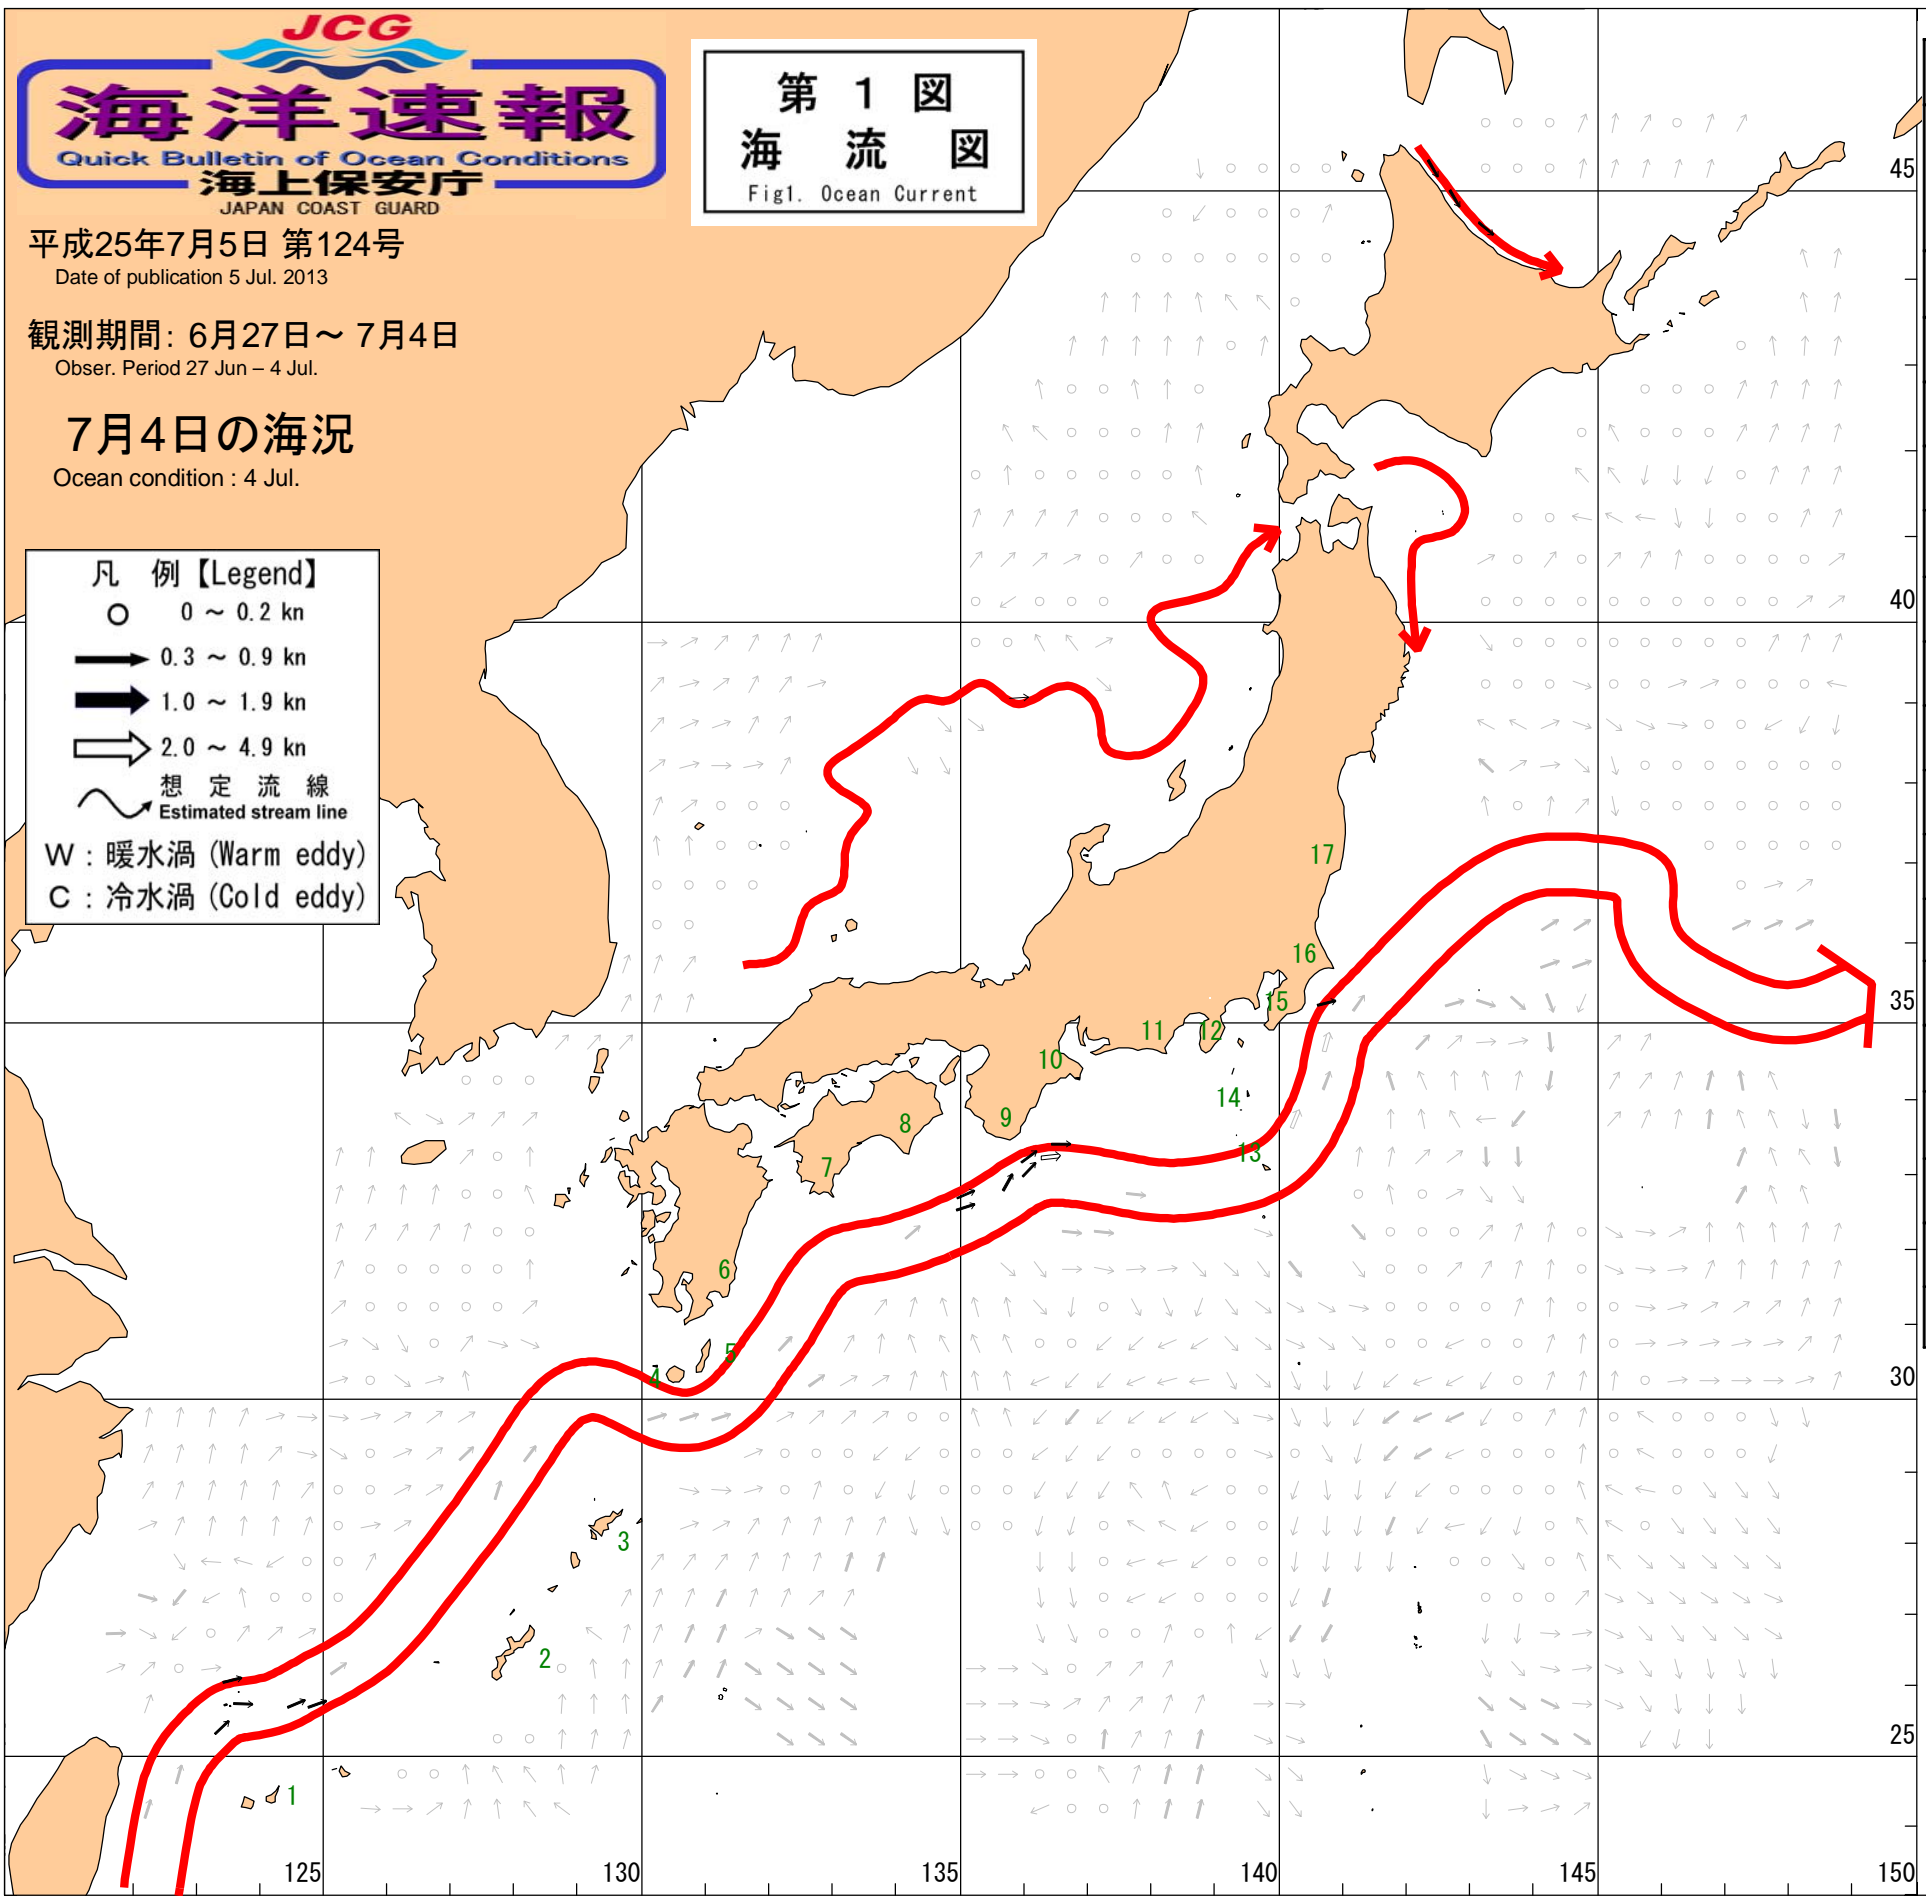 JCG
海洋速報
Quick Bulletin of Ocean Conditions
海上保安庁
JAPAN COAST GUARD
第 1 図
海 流 図
Fig1. Ocean Current
平成25年7月5日 第124号
Date of publication 5 Jul. 2013
観測期間: 6月27日～ 7月4日
Obser. Period 27 Jun – 4 Jul.
7月4日の海況
Ocean condition : 4 Jul.
凡 例【Legend】
0 ～ 0.2 kn
0.3 ～ 0.9 kn
1.0 ～ 1.9 kn
2.0 ～ 4.9 kn
想 定 流 線
Estimated stream line
W : 暖水渦 (Warm eddy)
C : 冷水渦 (Cold eddy)
45
40
35
30
25
17
16
15
14
13
12
11
10
9
8
7
6
5
4
3
2
1
125
130
135
140
145
150